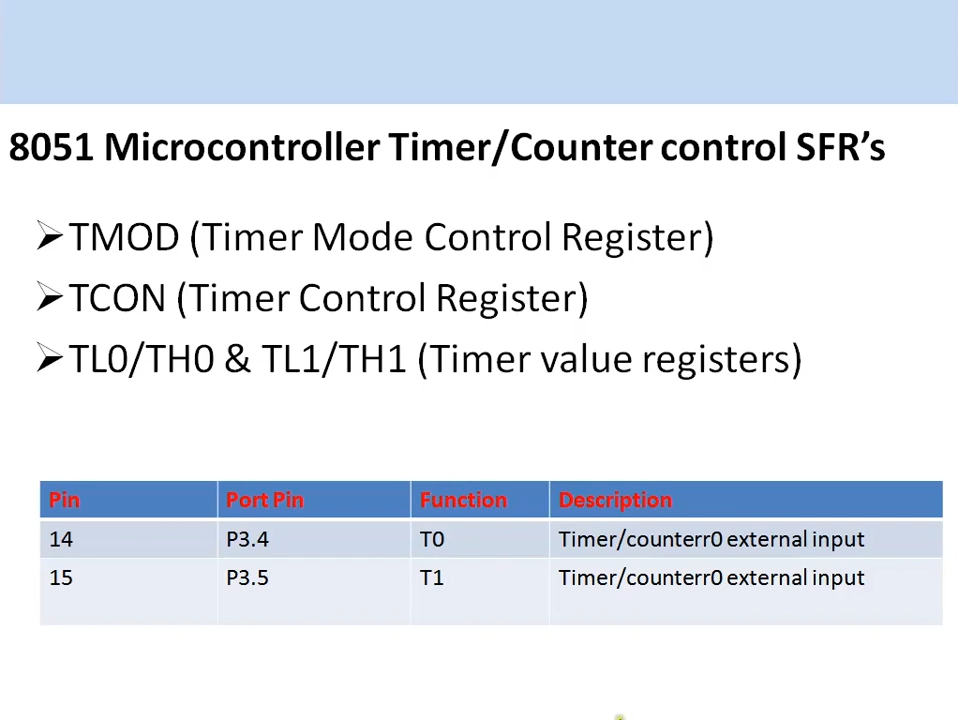 8051 Microcontroller Timer/Counter control SFR’s
TMOD (Timer Mode Control Register)
TCON (Timer Control Register)
TL0/TH0 & TL1/TH1 (Timer value registers)
Pin Port Pin Function Description
14 P3.4 T0 Timer/counterr0 external input
15 P3.5 T1 Timer/counterr0 external input